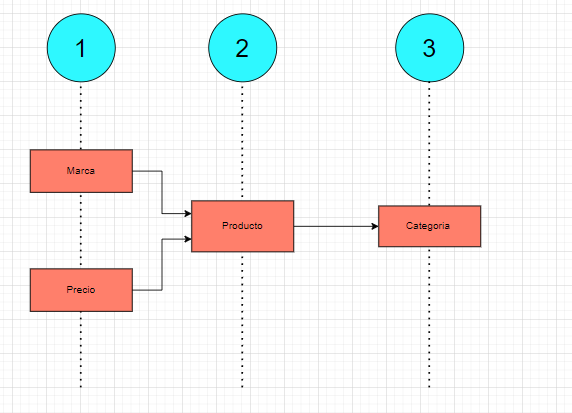 1
2
3
Marca
Producto
Categoria
Precio